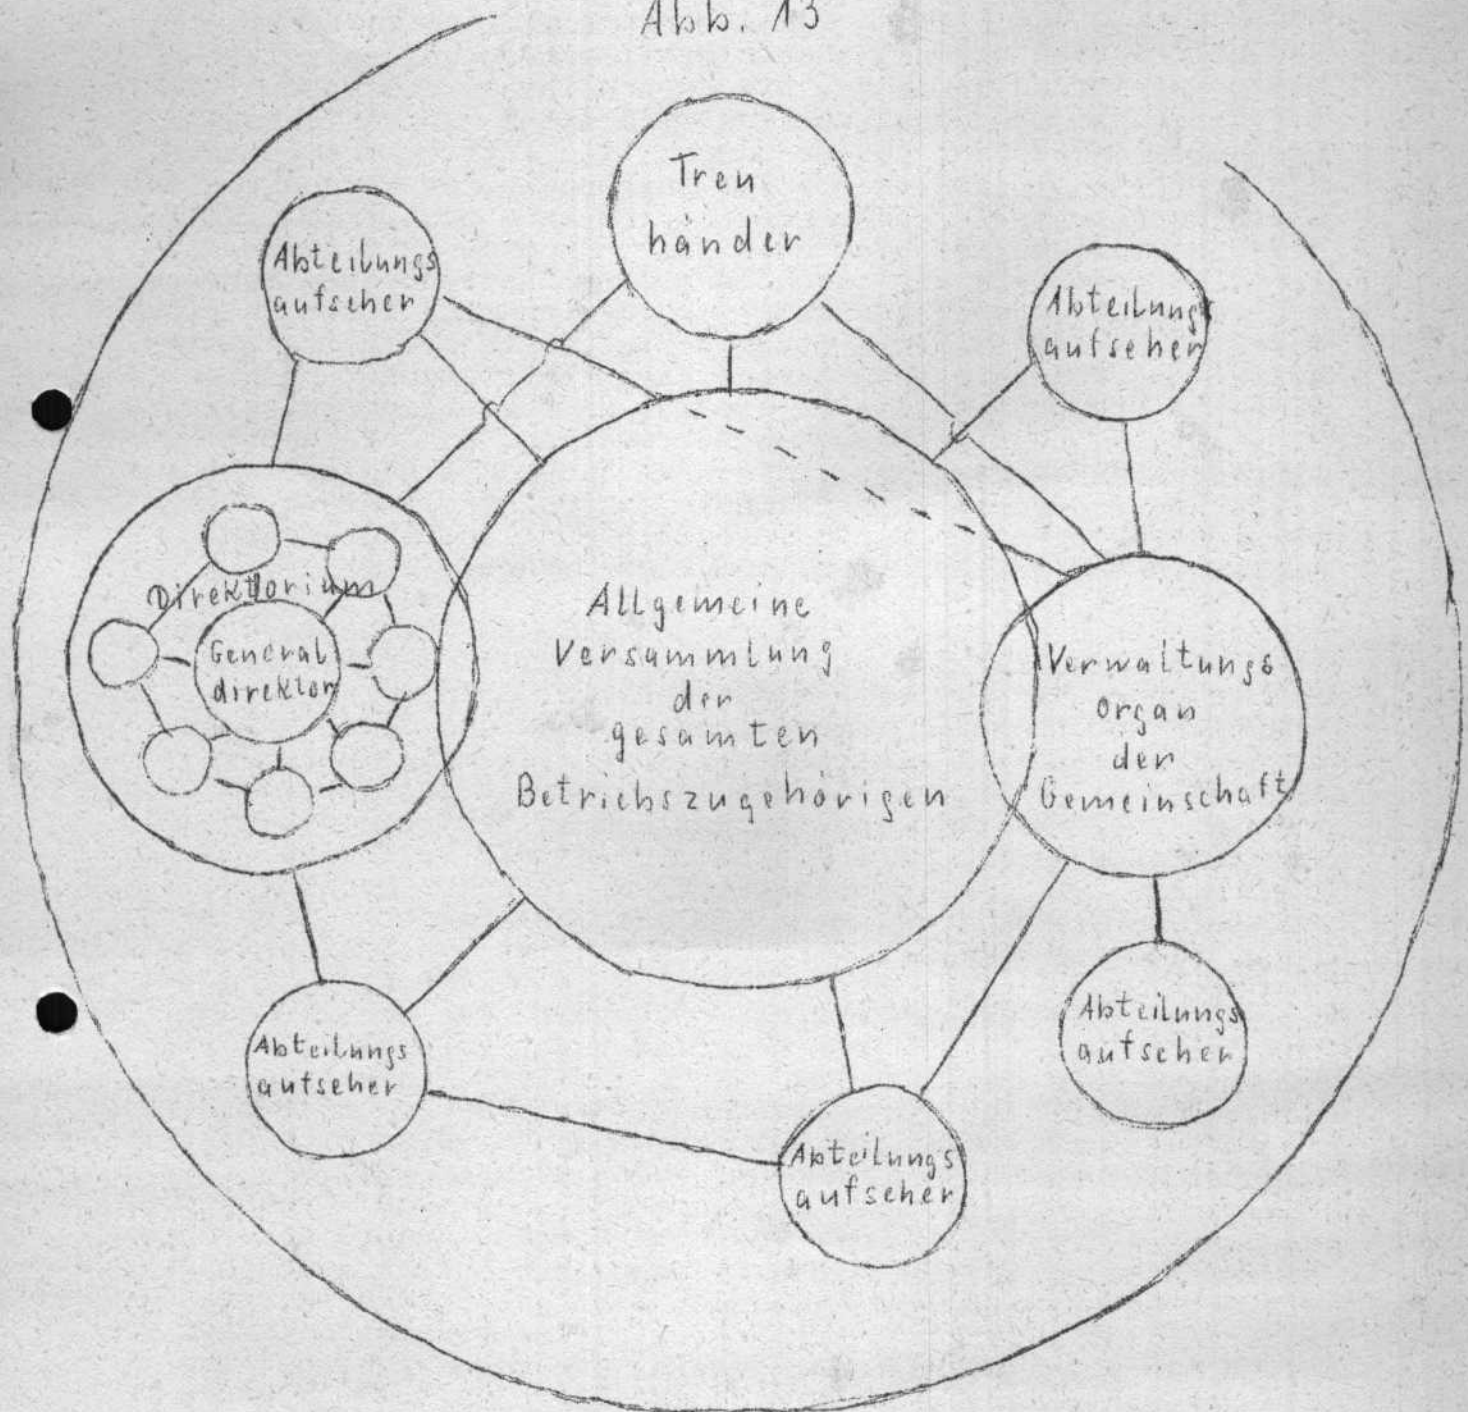 Abb. 13
Treu
händer
Abteilungs
aufseher
Abteilungs
aufseher
Direktorium
General
direktor
Allgemeine
Versammlung
der
gesamten
Betriebszugehörigen
Verwaltungs
organ
der
Gemeinschaft
Abteilungs
aufseher
Abteilungs
aufseher
Abteilungs
aufseher